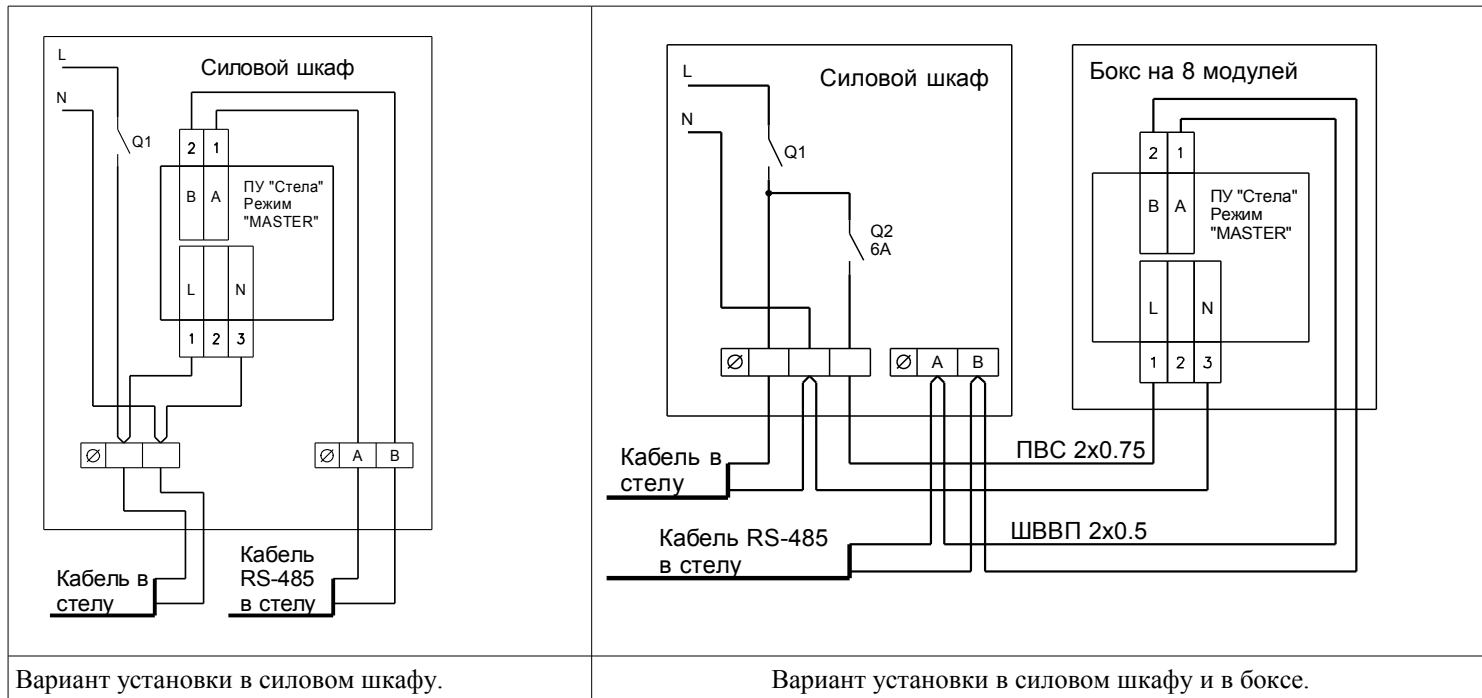 L
Силовой шкаф
N
Q1
2 1
B A
ПУ "Стела"
Режим
"MASTER"
L N
1 2 3
Ø
Ø A B
Кабель в
стелу
Кабель
RS-485
в стелу
Вариант установки в силовом шкафу.
L
Силовой шкаф
N
Q1
Q2
6A
Ø
Ø A B
Бокс на 8 модулей
2 1
B A
ПУ "Стела"
Режим
"MASTER"
L N
1 2 3
Кабель в
стелу
ПВС 2x0.75
Кабель RS-485
в стелу
ШВВП 2x0.5
Вариант установки в силовом шкафу и в боксе.